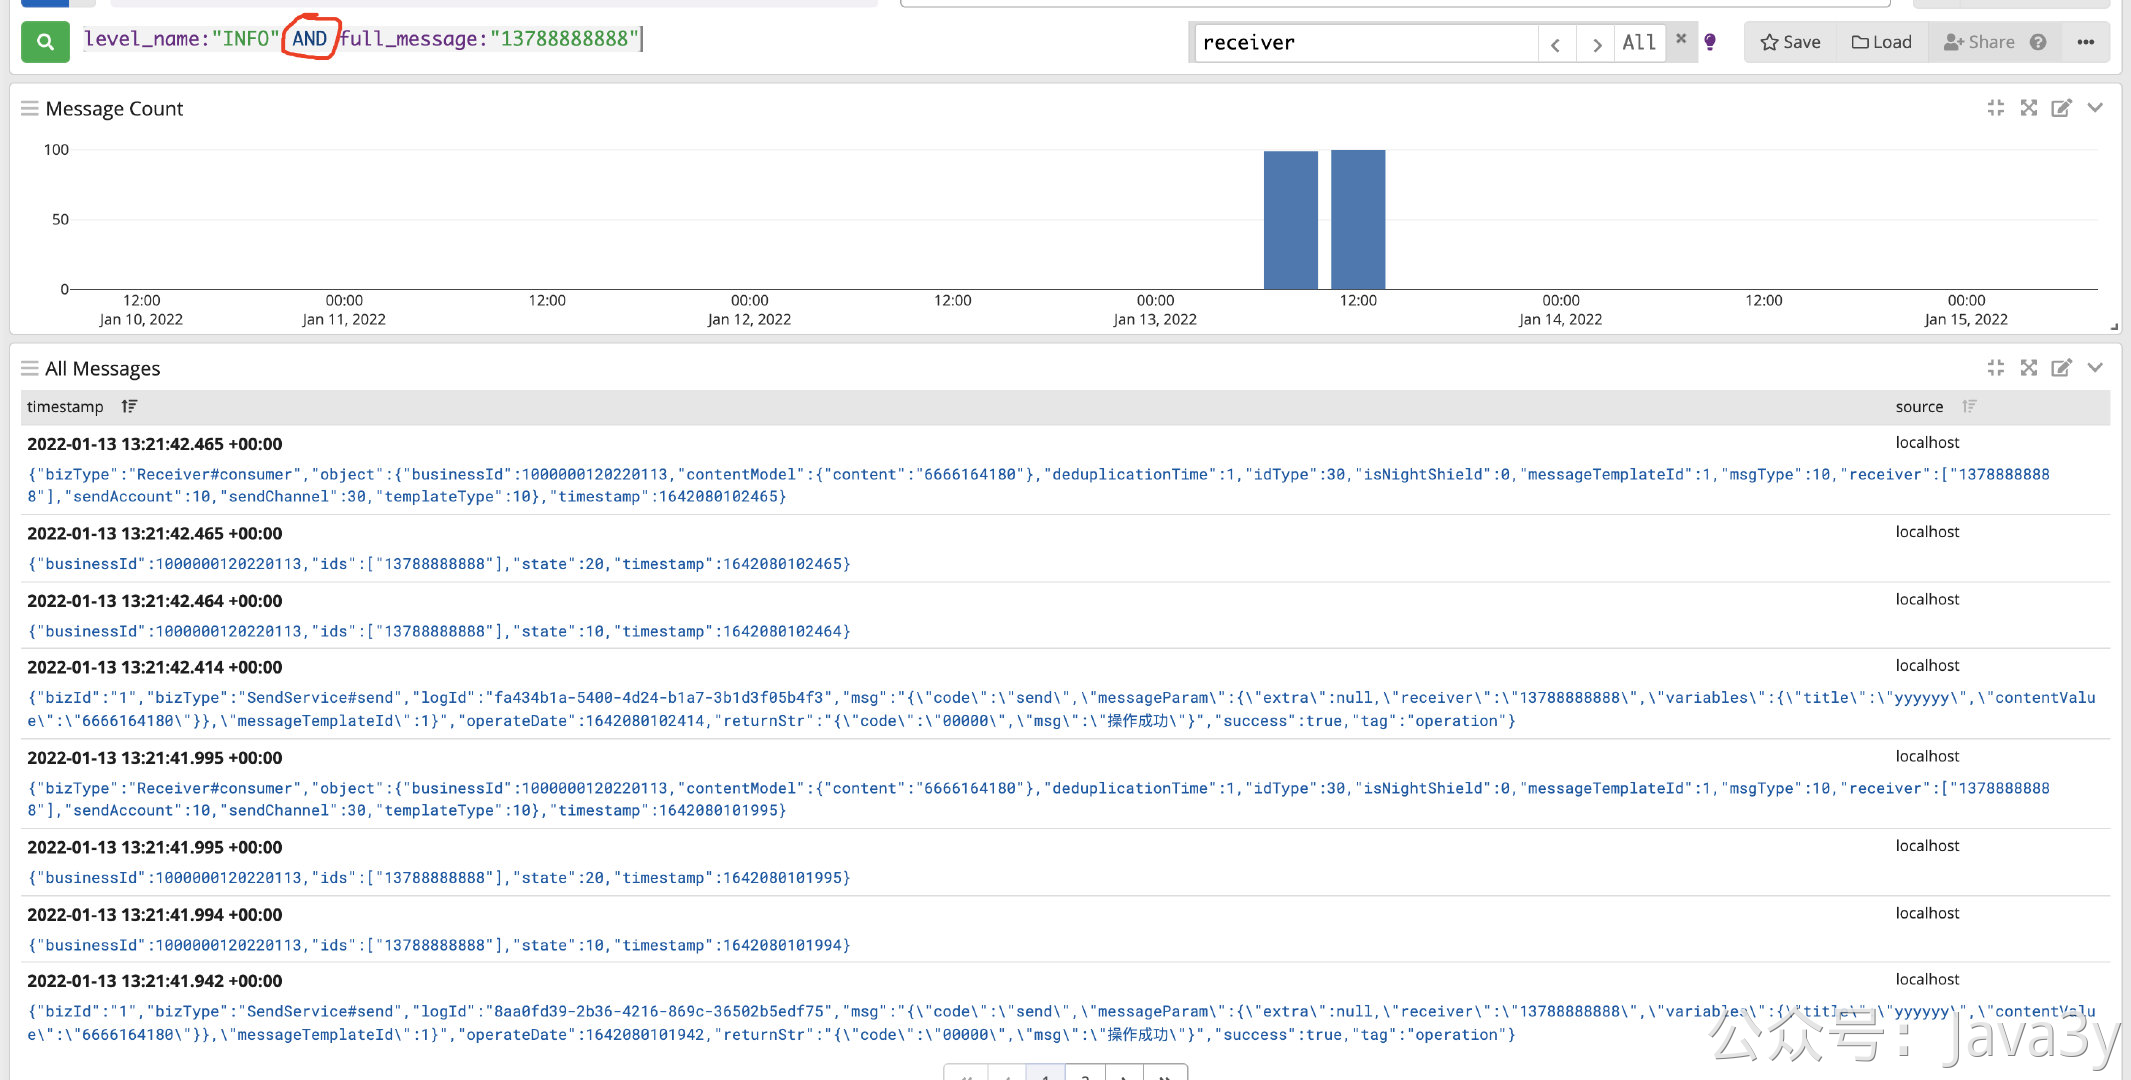 level_name:"INFO" AND full_message:"13788888888"
receiver
All
Save
Load
Share
Message Count
100
50
0
12:00 00:00 12:00 00:00 12:00 00:00 12:00 00:00 12:00 00:00
Jan 10, 2022 Jan 11, 2022 Jan 12, 2022 Jan 13, 2022 Jan 14, 2022 Jan 15, 2022
All Messages
timestamp source
2022-01-13 13:21:42.465 +00:00 localhost
{"bizType":"Receiver#consumer","object":{"businessId":1000000120220113,"contentModel":{"content":"6666164180"},"deduplicationTime":1,"idType":30,"isNightShield":0,"messageTemplateId":1,"msgType":10,"receiver":["1378888888
8"],"sendAccount":10,"sendChannel":30,"templateType":10},"timestamp":1642080102465}
2022-01-13 13:21:42.465 +00:00 localhost
{"businessId":1000000120220113,"ids":["13788888888"],"state":20,"timestamp":1642080102465}
2022-01-13 13:21:42.464 +00:00 localhost
{"businessId":1000000120220113,"ids":["13788888888"],"state":10,"timestamp":1642080102464}
2022-01-13 13:21:42.414 +00:00 localhost
{"bizId":"1","bizType":"SendService#send","logId":"fa434b1a-5400-4d24-b1a7-3b1d3f05b4f3","msg":"{\"code\":\"send\",\"messageParam\":{\"extra\":null,\"receiver\":\"13788888888\",\"variables\":{\"title\":\"yyyyyy\",\"contentValu
e\":\"6666164180\"}},\"messageTemplateId\":1}","operateDate":1642080102414,"returnStr":"{\"code\":\"00000\",\"msg\":\"操作成功\"}","success":true,"tag":"operation"}
2022-01-13 13:21:41.995 +00:00 localhost
{"bizType":"Receiver#consumer","object":{"businessId":1000000120220113,"contentModel":{"content":"6666164180"},"deduplicationTime":1,"idType":30,"isNightShield":0,"messageTemplateId":1,"msgType":10,"receiver":["1378888888
8"],"sendAccount":10,"sendChannel":30,"templateType":10},"timestamp":1642080101995}
2022-01-13 13:21:41.995 +00:00 localhost
{"businessId":1000000120220113,"ids":["13788888888"],"state":20,"timestamp":1642080101995}
2022-01-13 13:21:41.994 +00:00 localhost
{"businessId":1000000120220113,"ids":["13788888888"],"state":10,"timestamp":1642080101994}
2022-01-13 13:21:41.942 +00:00 localhost
{"bizId":"1","bizType":"SendService#send","logId":"8aa0fd39-2b36-4216-869c-36502b5edf75","msg":"{\"code\":\"send\",\"messageParam\":{\"extra\":null,\"receiver\":\"13788888888\",\"variables\":{\"title\":\"yyyyyy\",\"contentValu
e\":\"6666164180\"}},\"messageTemplateId\":1}","operateDate":1642080101942,"returnStr":"{\"code\":\"00000\",\"msg\":\"操作成功\"}","success":true,"tag":"operation"}
公众号：Java3y